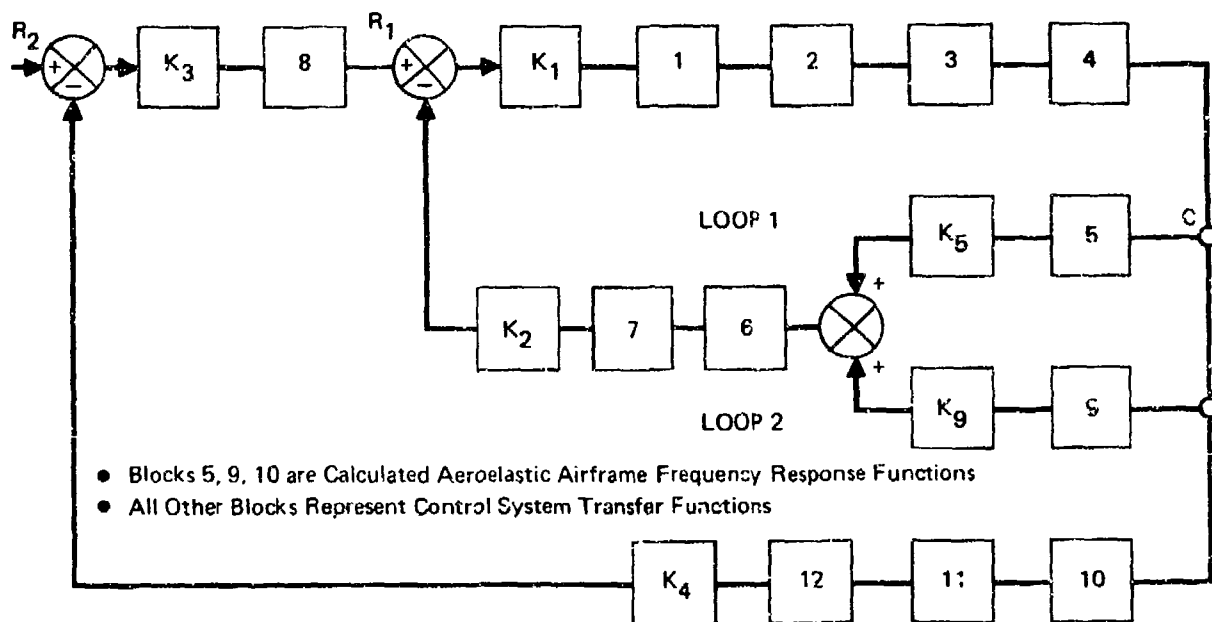 R2
+
−
K3
8
R1
+
−
K1
1
2
3
4
LOOP 1
K5
5
C
+
K2
7
6
+
LOOP 2
K9
9
• Blocks 5, 9, 10 are Calculated Aeroelastic Airframe Frequency Response Functions
• All Other Blocks Represent Control System Transfer Functions
K4
12
11
10